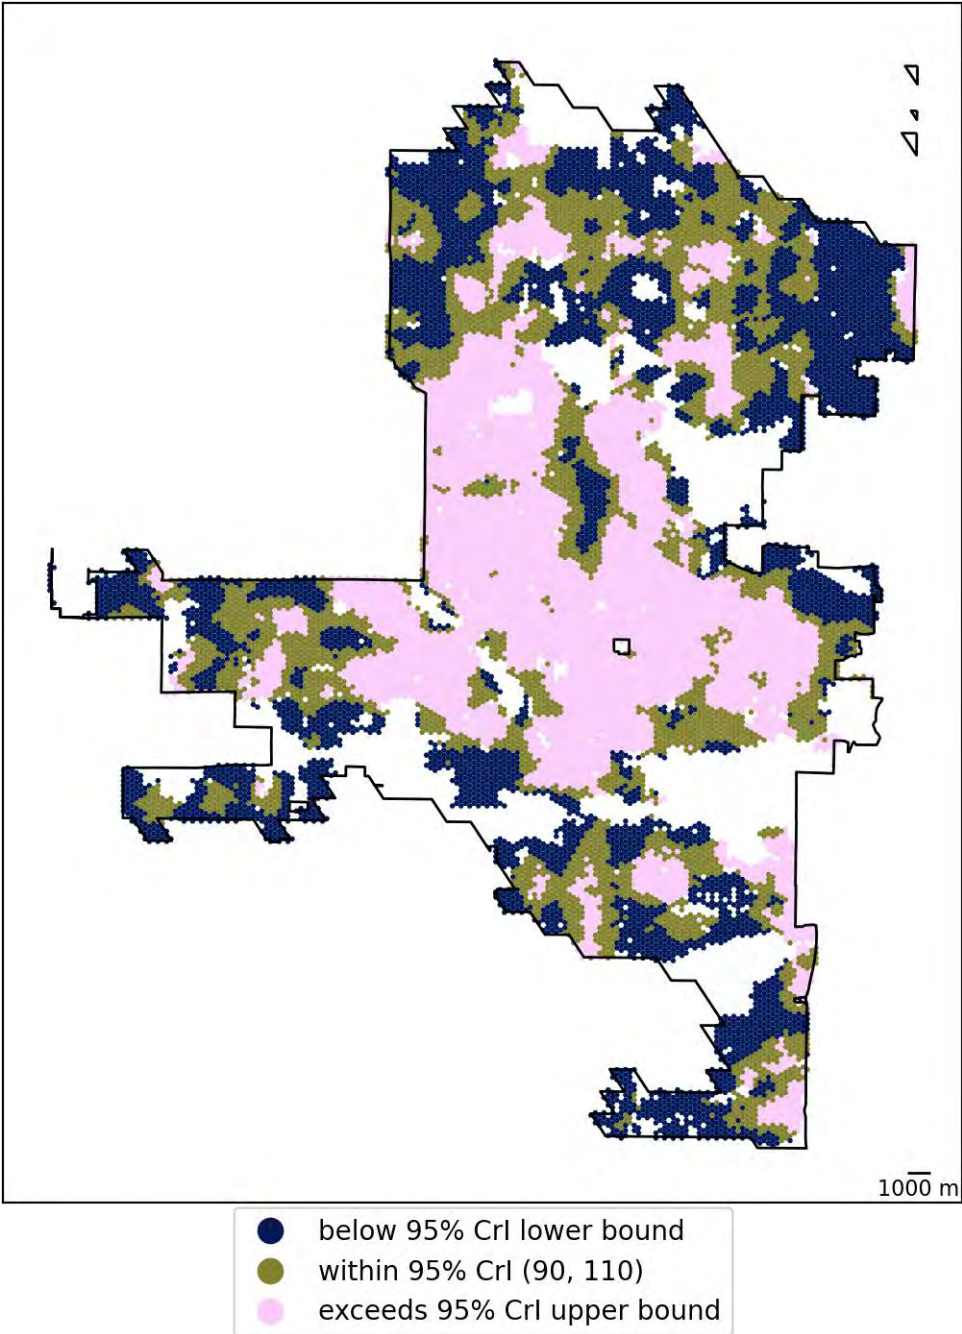 1000 m
below 95% CrI lower bound
within 95% CrI (90, 110)
exceeds 95% CrI upper bound